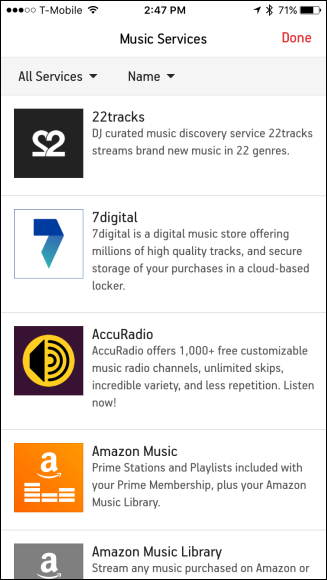 T-Mobile 2:47 PM 71%
Music Services Done
All Services Name
22
22tracks
DJ curated music discovery service 22tracks
streams brand new music in 22 genres.
7
7digital
7digital is a digital music store offering
millions of high quality tracks, and secure
storage of your purchases in a cloud-based
locker.
AccuRadio
AccuRadio offers 1,000+ free customizable
music radio channels, unlimited skips,
incredible variety, and less repetition. Listen
now!
a
Amazon Music
Prime Stations and Playlists included with
your Prime Membership, plus your Amazon
Music Library.
a
Amazon Music Library
Stream any music purchased on Amazon or